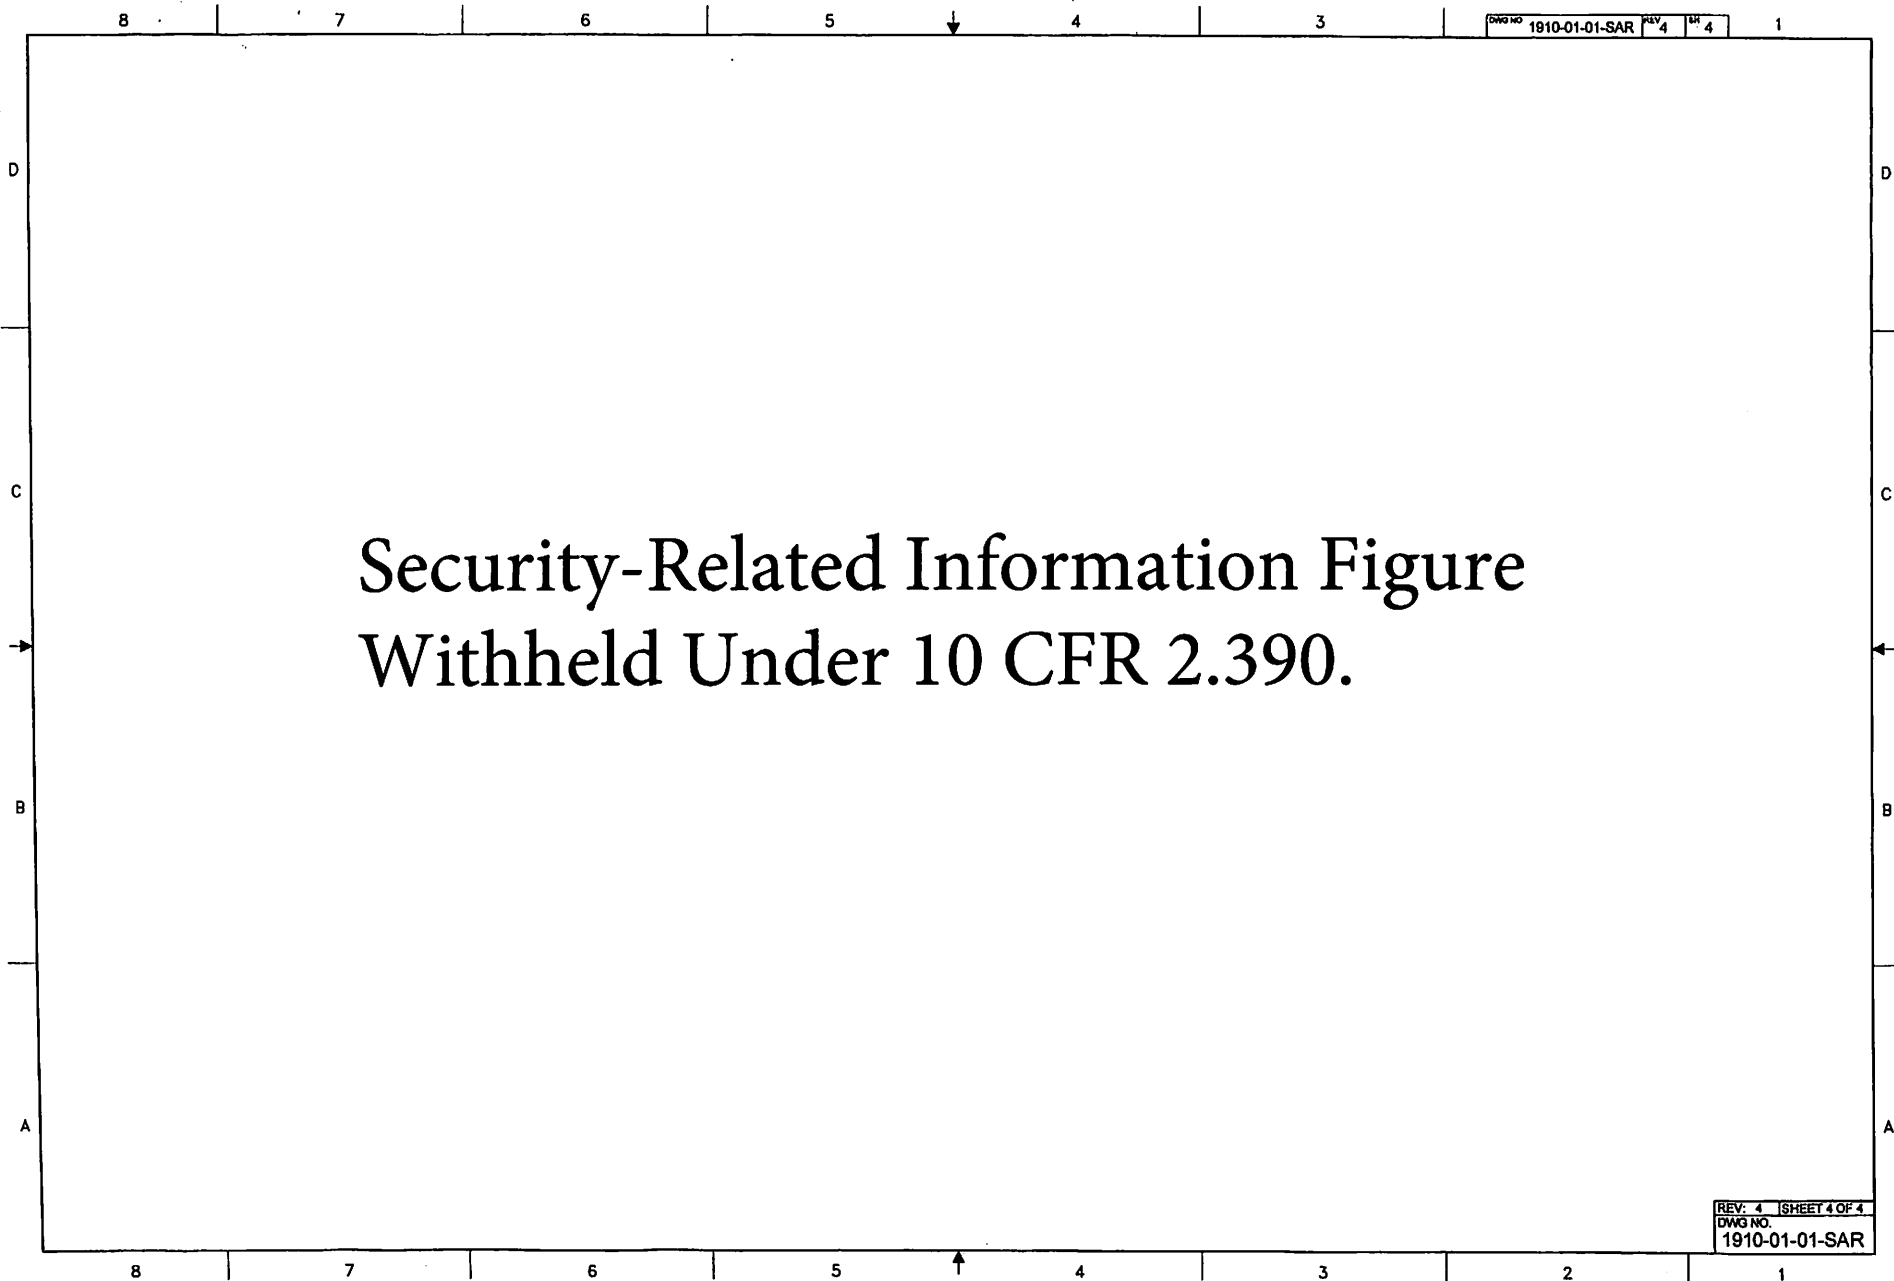 8 7 6 5 4 3 1
DWG NO 1910-01-01-SAR REV 4 SH 4
D D
C C
Security-Related Information Figure
Withheld Under 10 CFR 2.390.
B B
A A
REV: 4 SHEET 4 OF 4
DWG NO.
1910-01-01-SAR
8 7 6 5 4 3 2 1